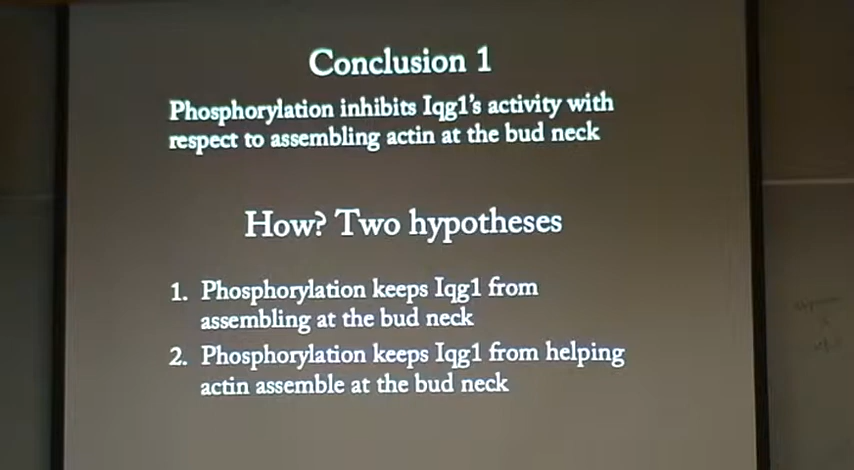 Conclusion 1
Phosphorylation inhibits Iqg1's activity with
respect to assembling actin at the bud neck
How? Two hypotheses
1. Phosphorylation keeps Iqg1 from
assembling at the bud neck
2. Phosphorylation keeps Iqg1 from helping
actin assemble at the bud neck